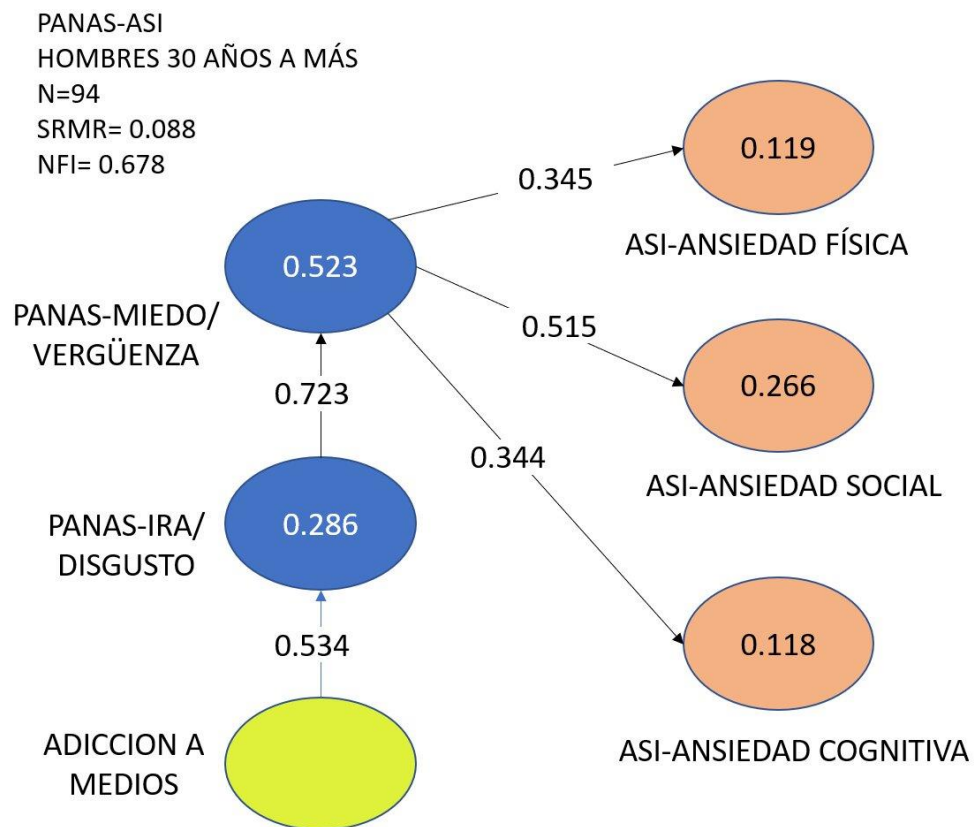 PANAS-ASI
HOMBRES 30 AÑOS A MÁS
N=94
SRMR= 0.088
NFI= 0.678
0.119
0.345
ASI-ANSIEDAD FÍSICA
0.523
PANAS-MIEDO/
VERGÜENZA
0.515
0.266
0.723
0.344
ASI-ANSIEDAD SOCIAL
PANAS-IRA/
DISGUSTO
0.286
0.118
0.534
ADICCION A
MEDIOS
ASI-ANSIEDAD COGNITIVA